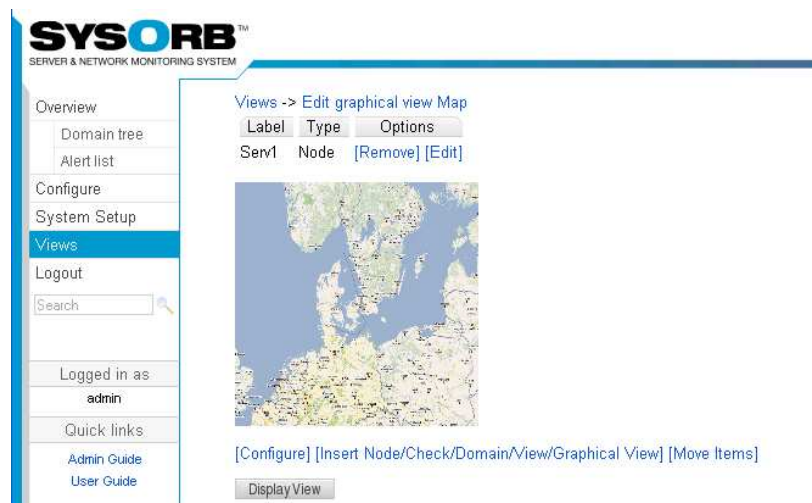 SYSORB™
SERVER & NETWORK MONITORING SYSTEM
Overview
Domain tree
Alert list
Configure
System Setup
Views
Logout
Search
Logged in as
admin
Quick links
Admin Guide
User Guide
Views -> Edit graphical view Map
Label Type Options
Serv1 Node [Remove] [Edit]
[Configure] [Insert Node/Check/Domain/View/Graphical View] [Move Items]
Display View